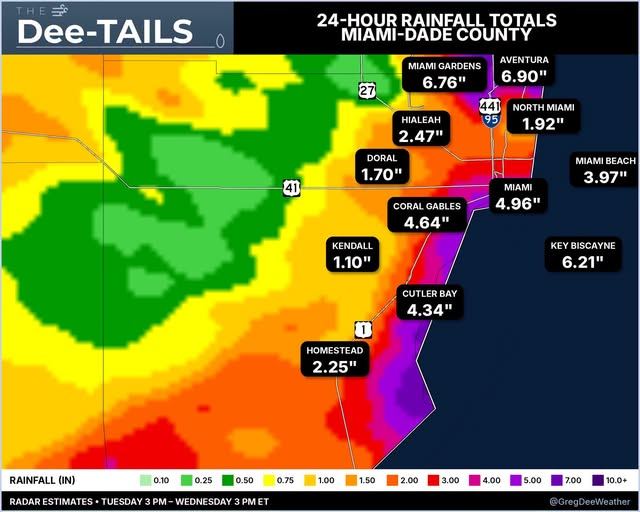 THE
Dee-TAILS
24-HOUR RAINFALL TOTALS
MIAMI-DADE COUNTY
AVENTURA
6.90"
MIAMI GARDENS
6.76"
27
441
95
NORTH MIAMI
1.92"
HIALEAH
2.47"
DORAL
1.70"
MIAMI BEACH
3.97"
41
MIAMI
4.96"
CORAL GABLES
4.64"
KENDALL
1.10"
KEY BISCAYNE
6.21"
CUTLER BAY
4.34"
1
HOMESTEAD
2.25"
RAINFALL (IN) 0.10 0.25 0.50 0.75 1.00 1.50 2.00 3.00 4.00 5.00 7.00 10.0+
RADAR ESTIMATES • TUESDAY 3 PM – WEDNESDAY 3 PM ET
@GregDeeWeather